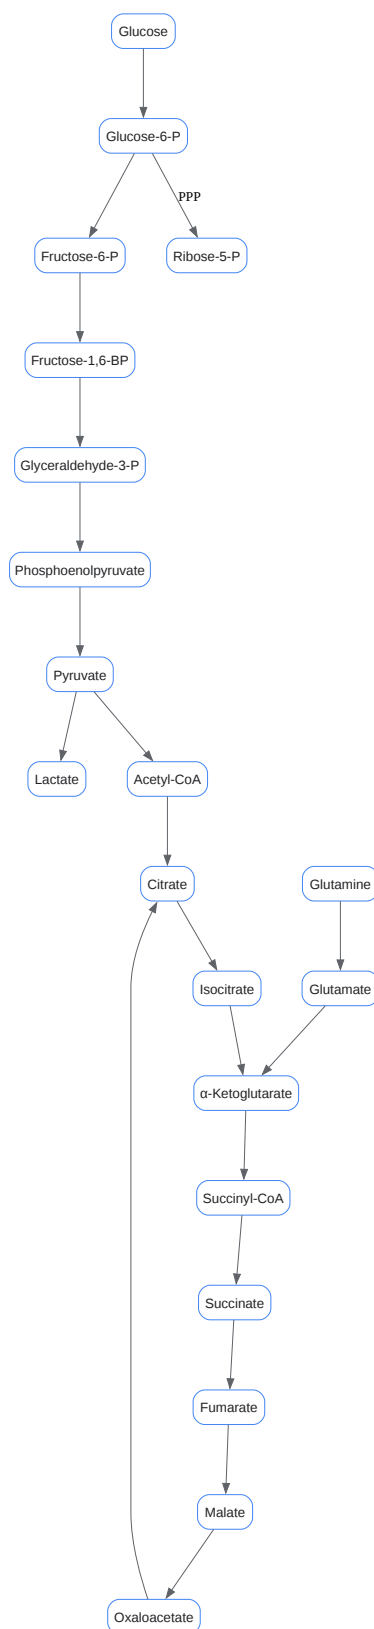 Glucose
Glucose-6-P
PPP
Fructose-6-P
Ribose-5-P
Fructose-1,6-BP
Glyceraldehyde-3-P
Phosphoenolpyruvate
Pyruvate
Lactate
Acetyl-CoA
Citrate
Glutamine
Isocitrate
Glutamate
α-Ketoglutarate
Succinyl-CoA
Succinate
Fumarate
Malate
Oxaloacetate